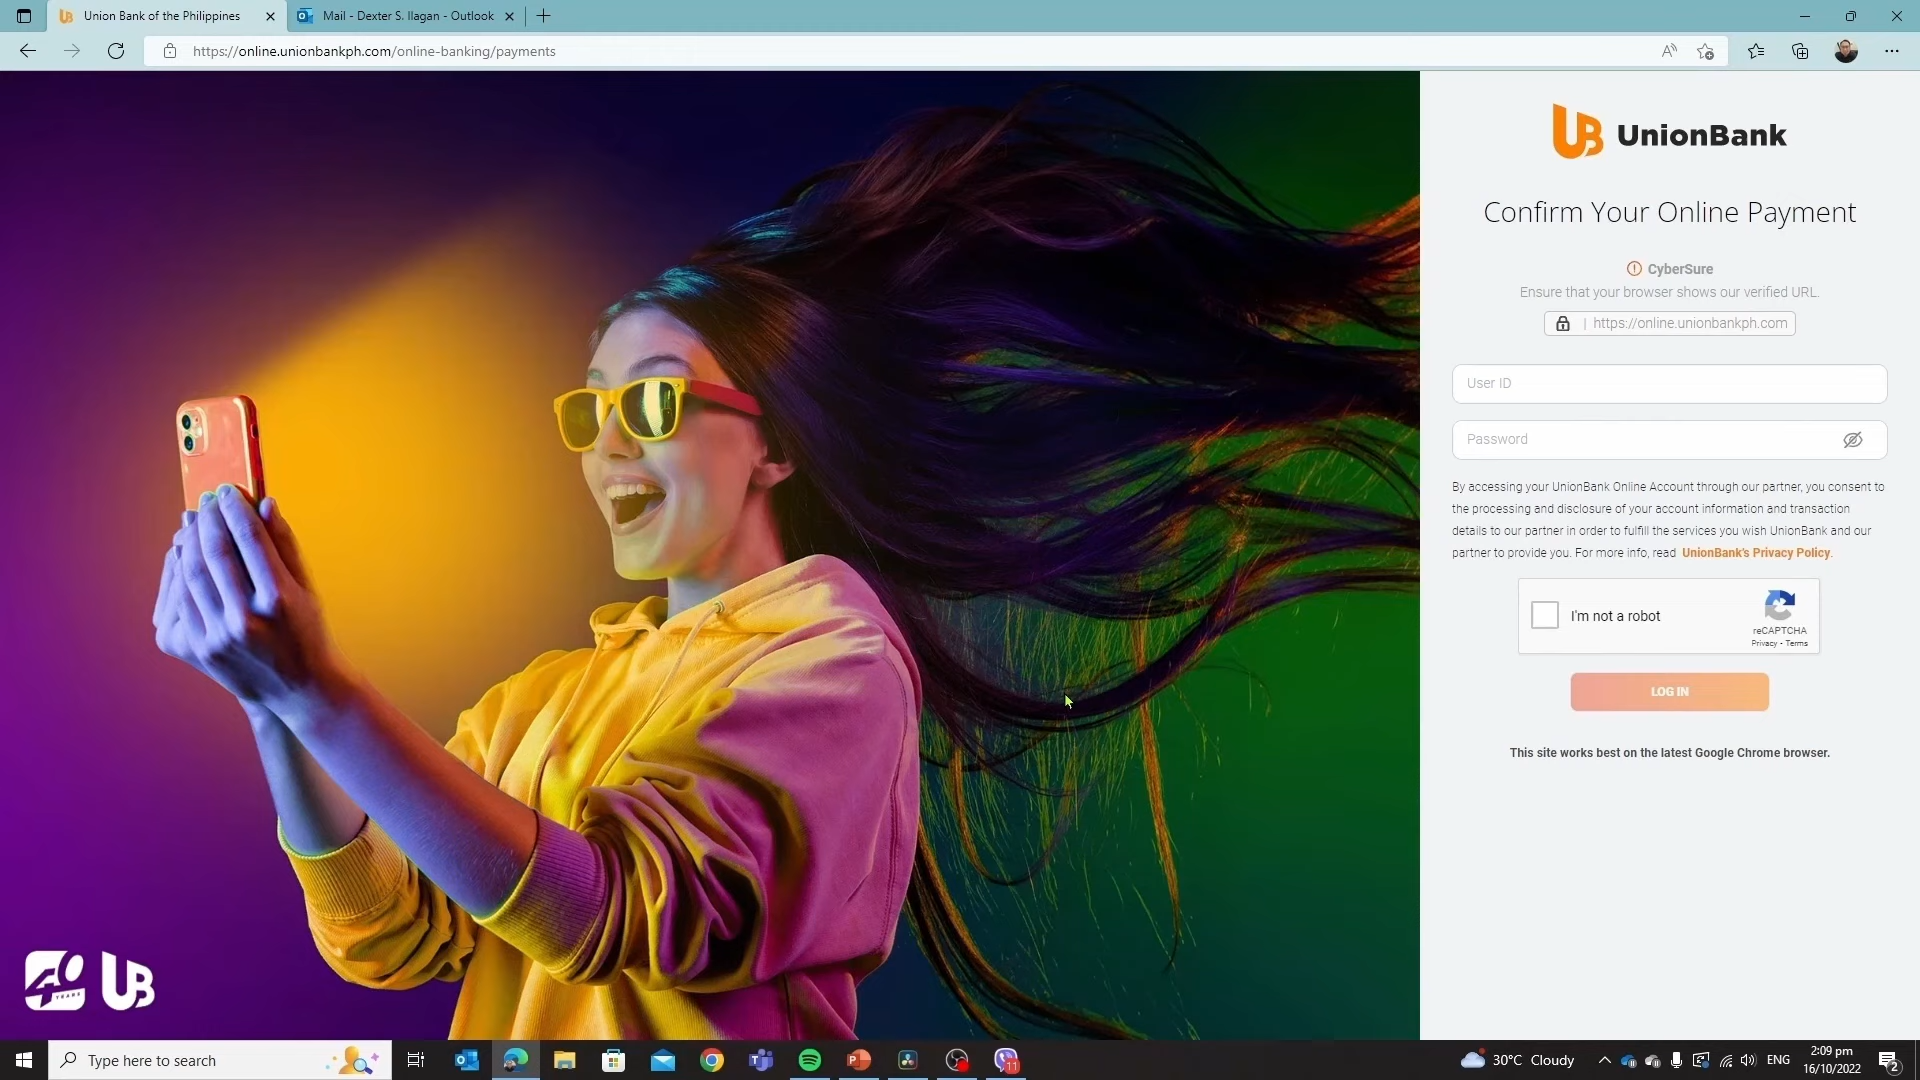 Union Bank of the Philippines
Mail - Dexter S. Ilagan - Outlook
https://online.unionbankph.com/online-banking/payments
UB UnionBank
Confirm Your Online Payment
CyberSure
Ensure that your browser shows our verified URL.
| https://online.unionbankph.com
User ID
Password
By accessing your UnionBank Online Account through our partner, you consent to
the processing and disclosure of your account information and transaction
details to our partner in order to fulfill the services you wish UnionBank and our
partner to provide you. For more info, read UnionBank's Privacy Policy.
I'm not a robot
reCAPTCHA
Privacy - Terms
LOG IN
This site works best on the latest Google Chrome browser.
40 YEARS UB
Type here to search
11
30°C Cloudy
ENG
2:09 pm
16/10/2022
2